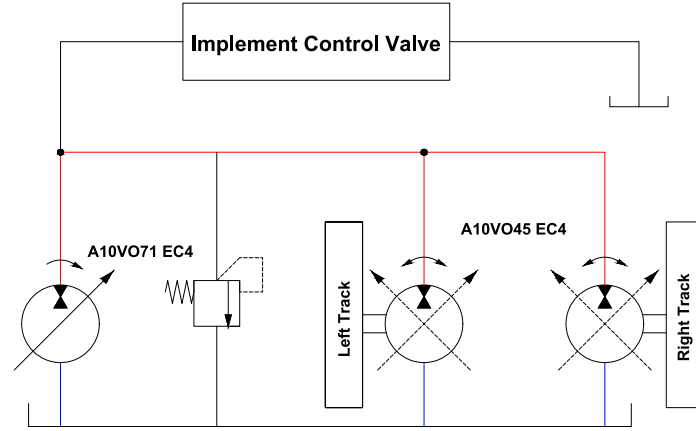 Implement Control Valve
A10VO71 EC4
A10VO45 EC4
Left Track
Right Track